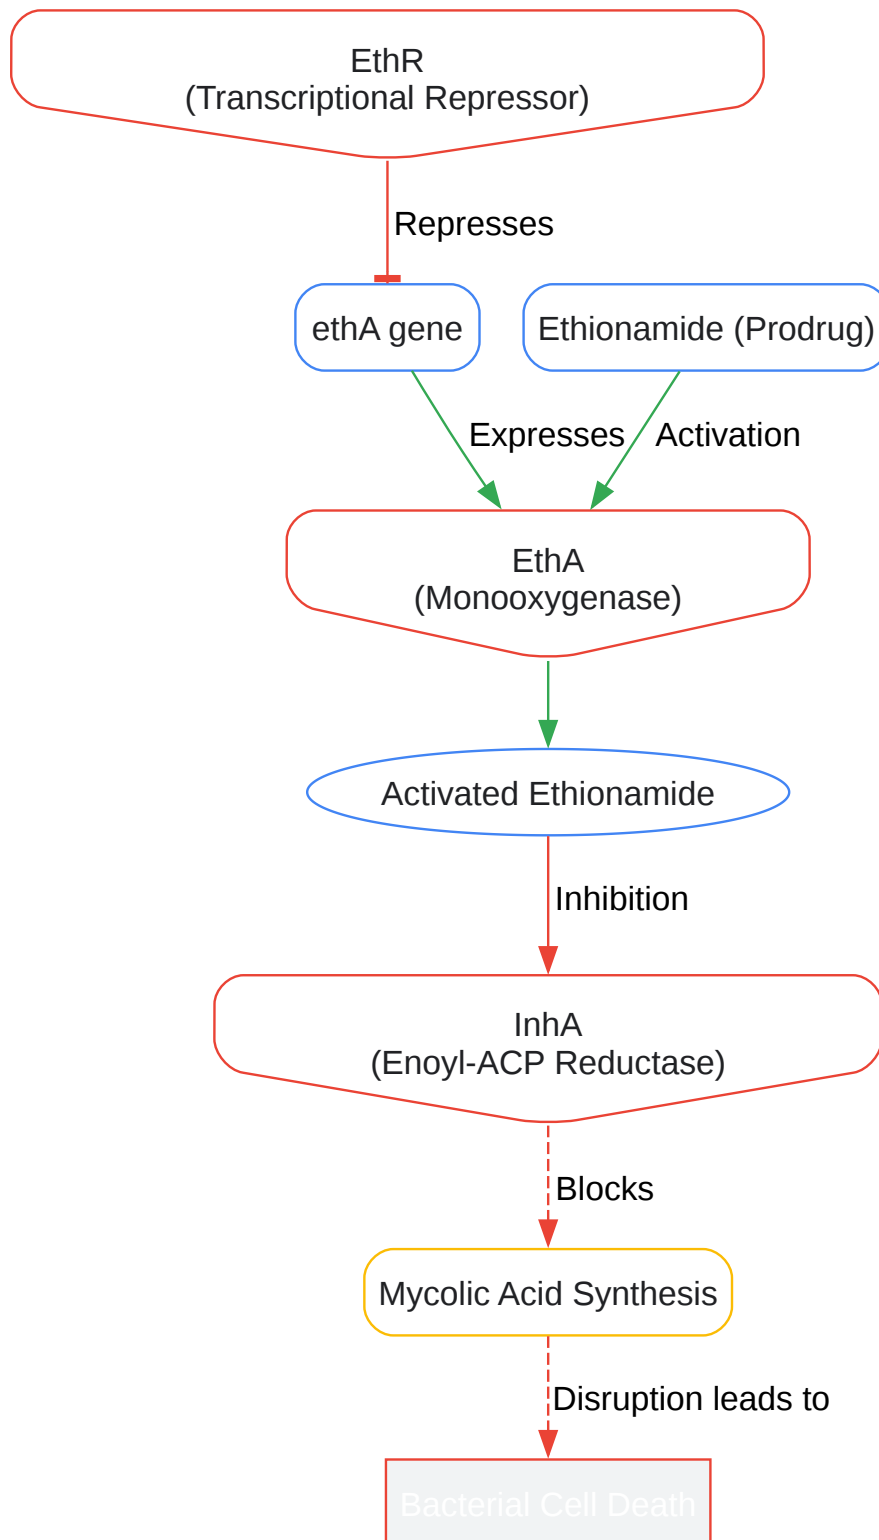 EthR
(Transcriptional Repressor)
Represses
ethA gene
Ethionamide (Prodrug)
Expresses
Activation
EthA
(Monooxygenase)
Activated Ethionamide
Inhibition
InhA
(Enoyl-ACP Reductase)
Blocks
Mycolic Acid Synthesis
Disruption leads to
Bacterial Cell Death